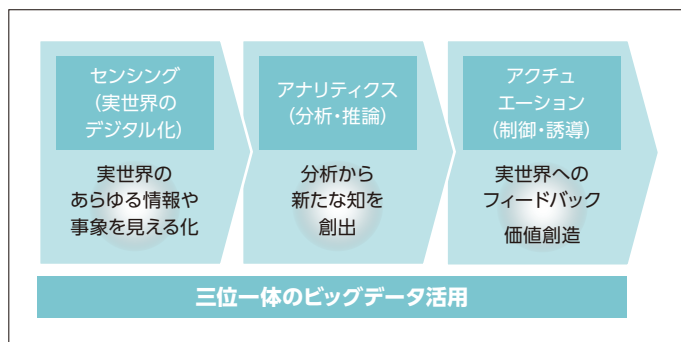 センシング
(実世界の
デジタル化)
実世界の
あらゆる情報や
事象を見える化
アナリティクス
(分析・推論)
分析から
新たな知を
創出
アクチュ
エーション
(制御・誘導)
実世界への
フィードバック
価値創造
三位一体のビッグデータ活用